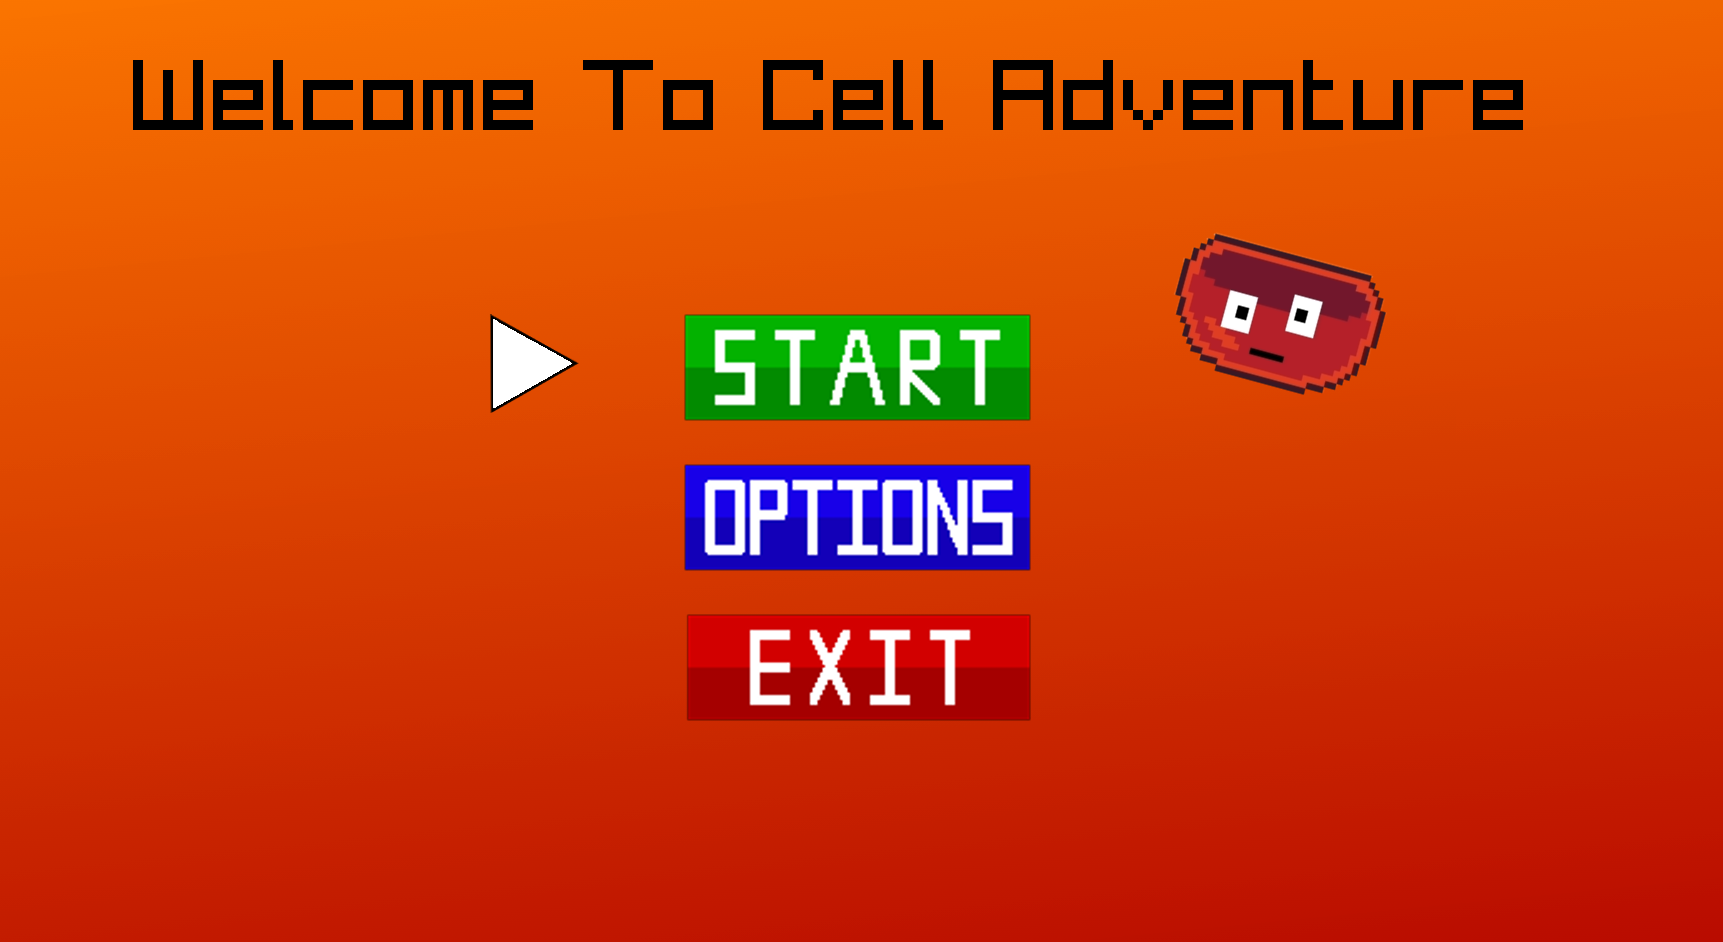 Welcome To Cell Adventure
START
OPTIONS
EXIT